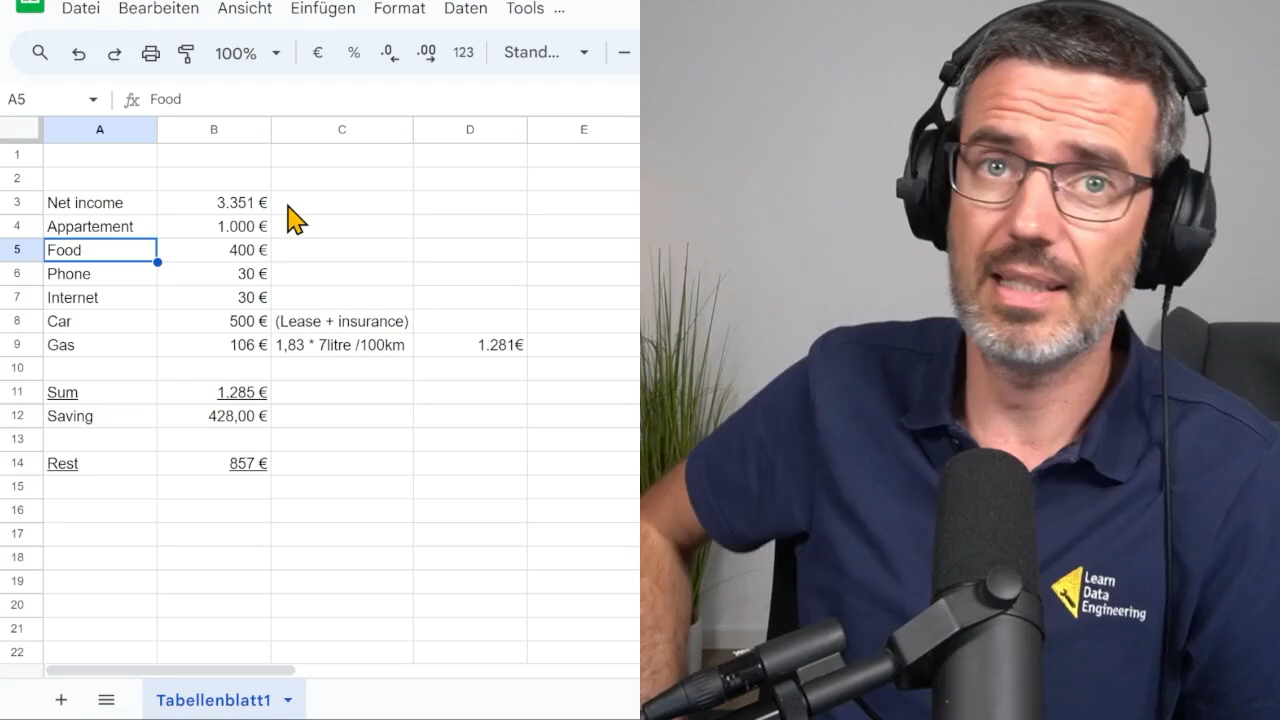 Datei Bearbeiten Ansicht Einfügen Format Daten Tools ...
100% € % .0 .00 123 Stand...
A5 fx Food
A B C D E
1
2
3 Net income 3.351 €
4 Appartement 1.000 €
5 Food 400 €
6 Phone 30 €
7 Internet 30 €
8 Car 500 € (Lease + insurance)
9 Gas 106 € 1,83 * 7litre /100km 1.281€
10
11 Sum 1.285 €
12 Saving 428,00 €
13
14 Rest 857 €
15
16
17
18
19
20
21
22
Tabellenblatt1
Learn
Data
Engineering